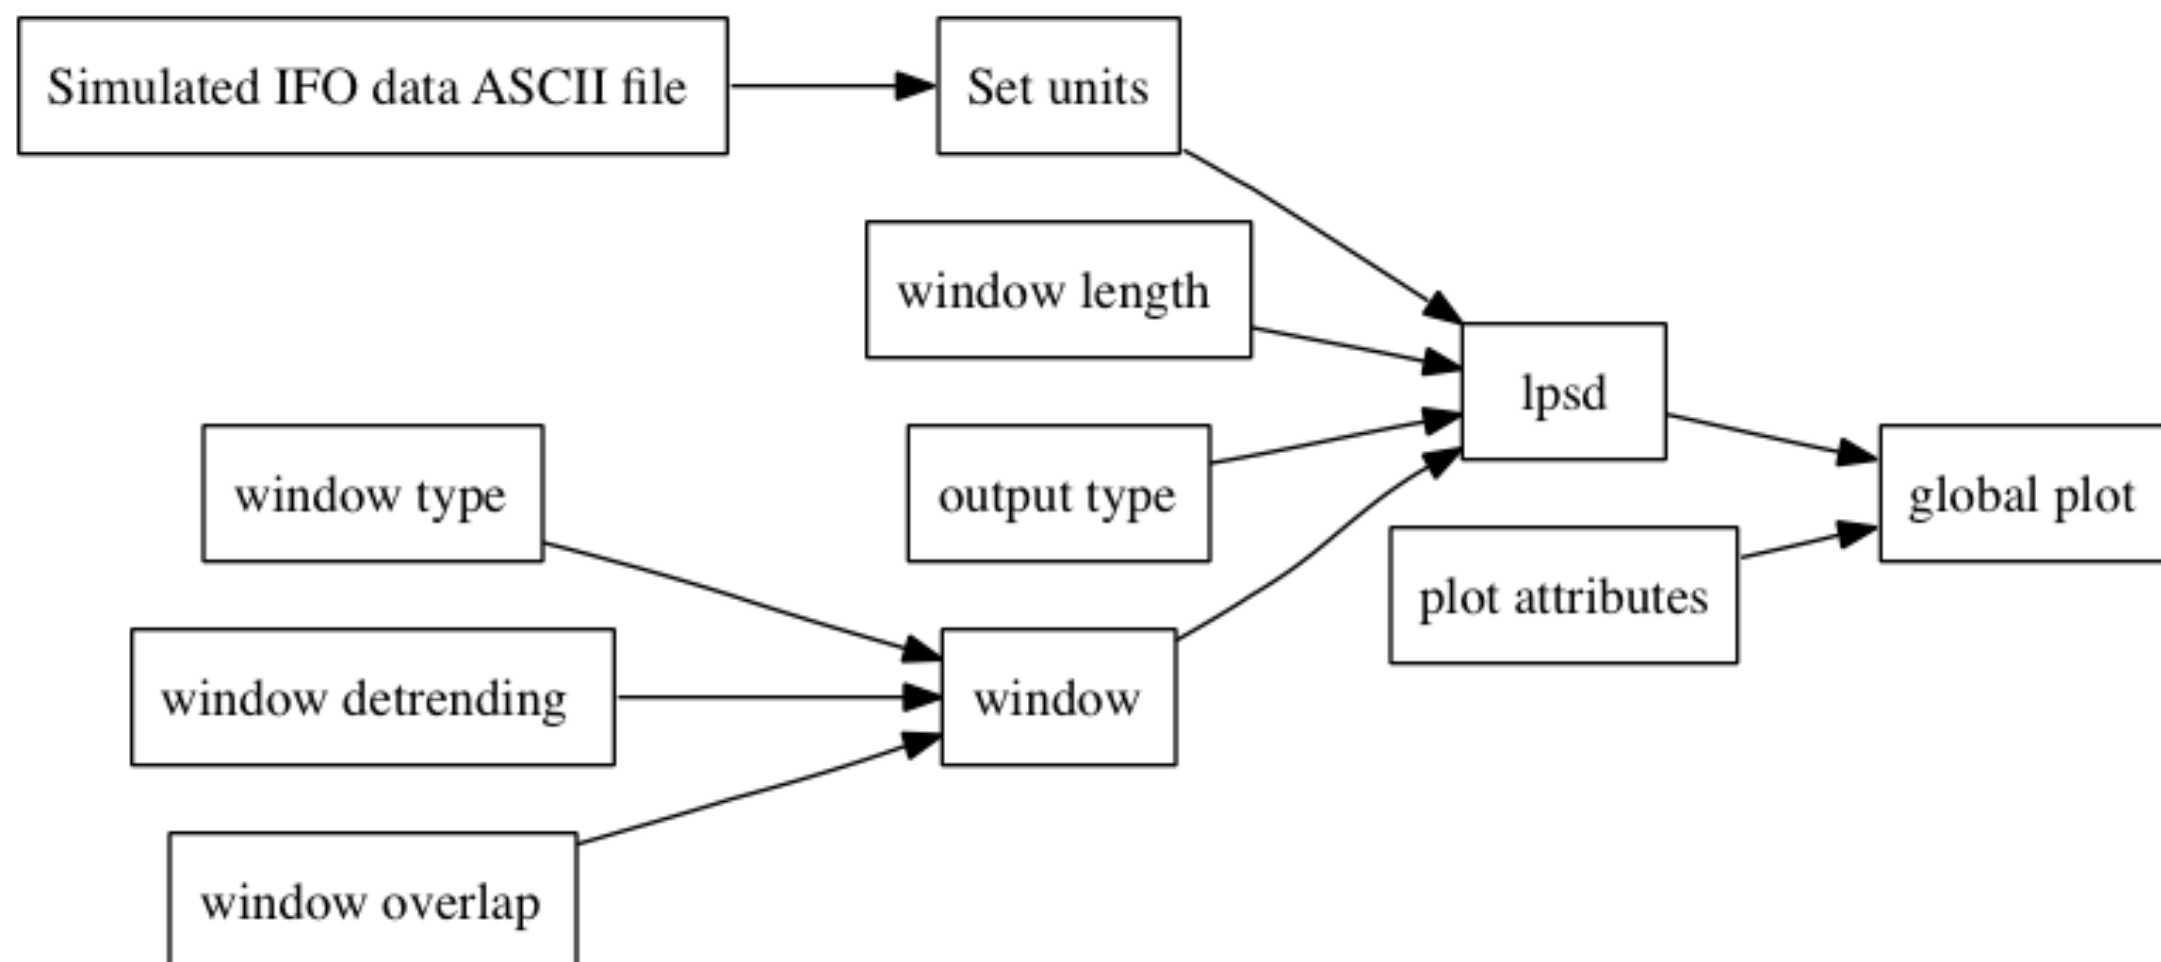 Simulated IFO data ASCII file
Set units
window length
lpsd
window type
output type
global plot
plot attributes
window detrending
window
window overlap